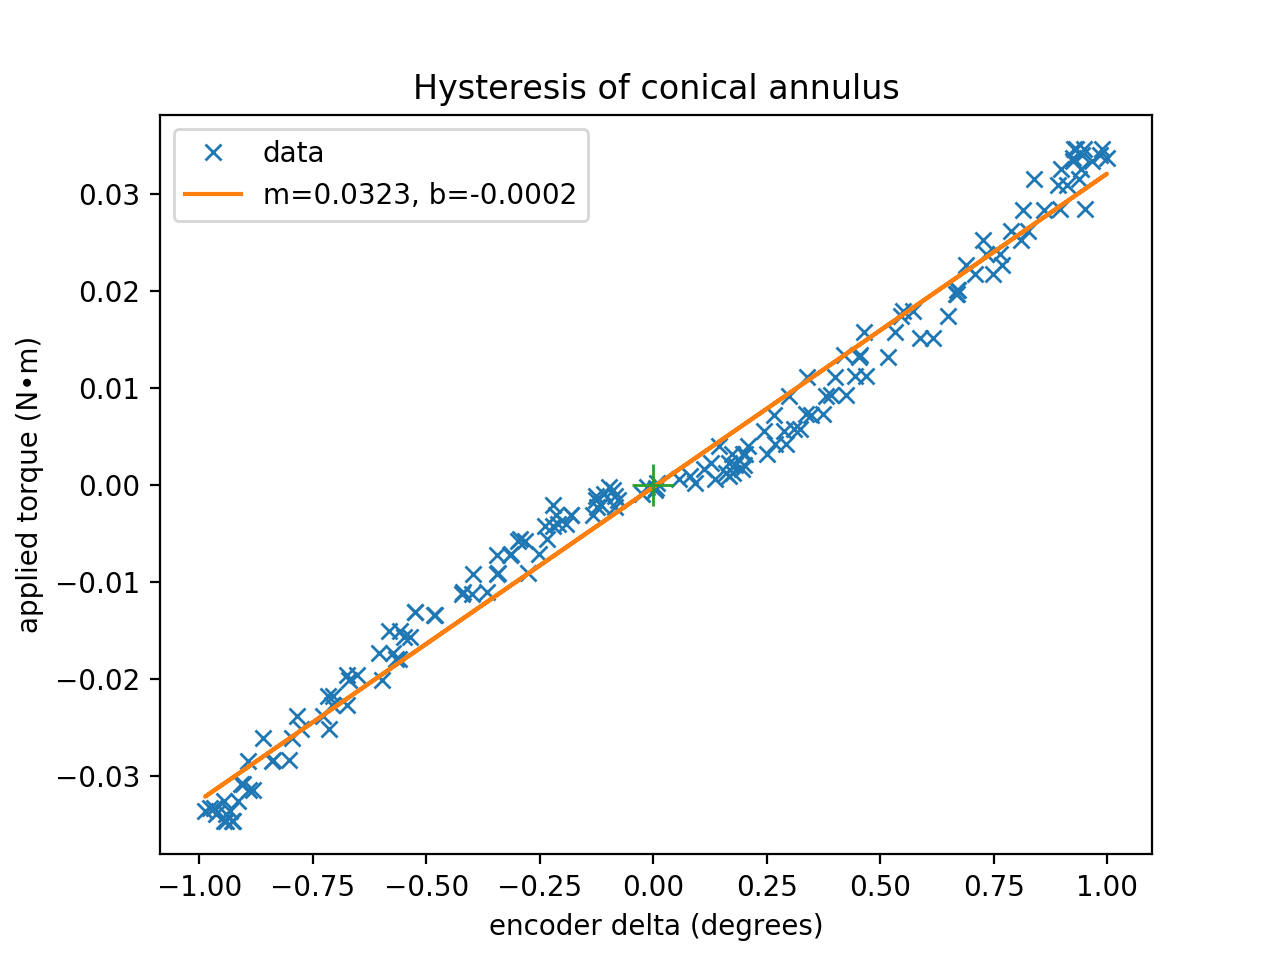 Hysteresis of conical annulus
data
m=0.0323, b=-0.0002
applied torque (N•m)
0.03
0.02
0.01
0.00
−0.01
−0.02
−0.03
−1.00 −0.75 −0.50 −0.25 0.00 0.25 0.50 0.75 1.00
encoder delta (degrees)